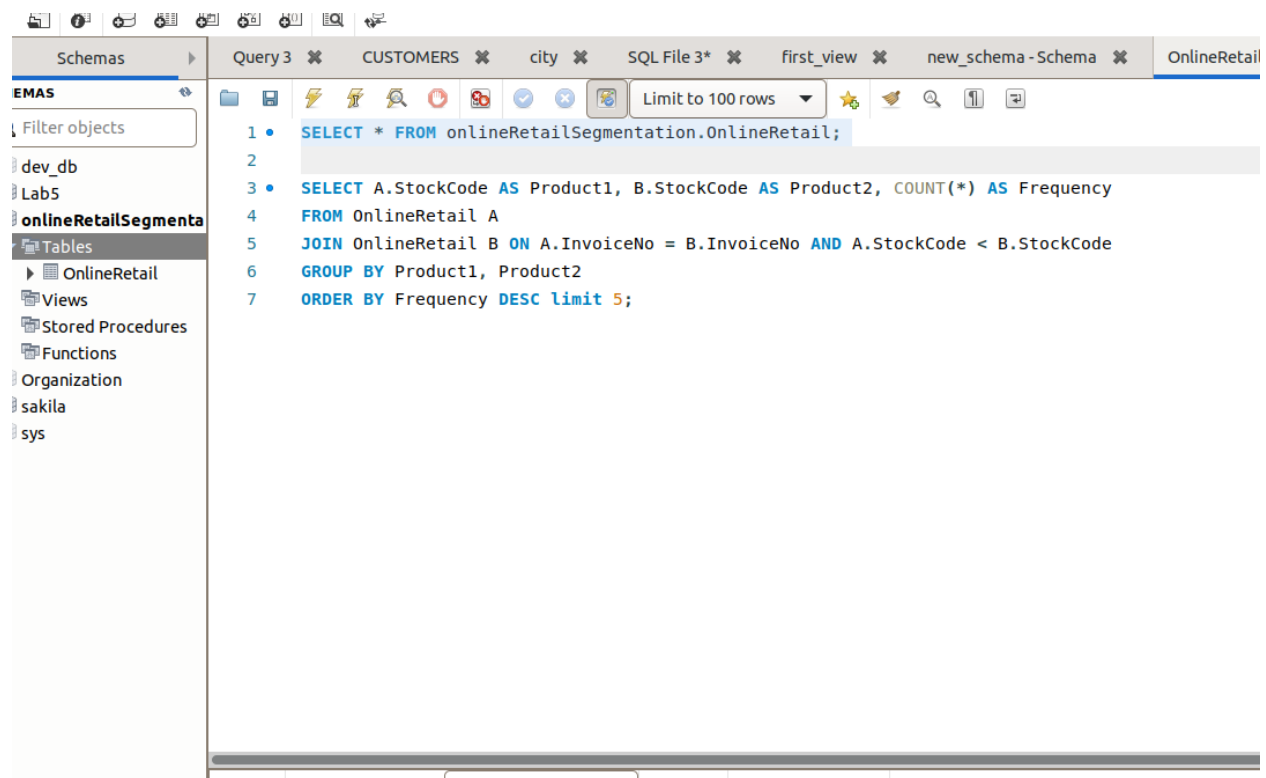 Schemas
Query 3 CUSTOMERS city SQL File 3* first_view new_schema - Schema OnlineRetail
EMAS
Limit to 100 rows
Filter objects
1 SELECT * FROM onlineRetailSegmentation.OnlineRetail;
2
3 SELECT A.StockCode AS Product1, B.StockCode AS Product2, COUNT(*) AS Frequency
4 FROM OnlineRetail A
5 JOIN OnlineRetail B ON A.InvoiceNo = B.InvoiceNo AND A.StockCode < B.StockCode
6 GROUP BY Product1, Product2
7 ORDER BY Frequency DESC limit 5;
dev_db
Lab5
onlineRetailSegmenta
Tables
OnlineRetail
Views
Stored Procedures
Functions
Organization
sakila
sys